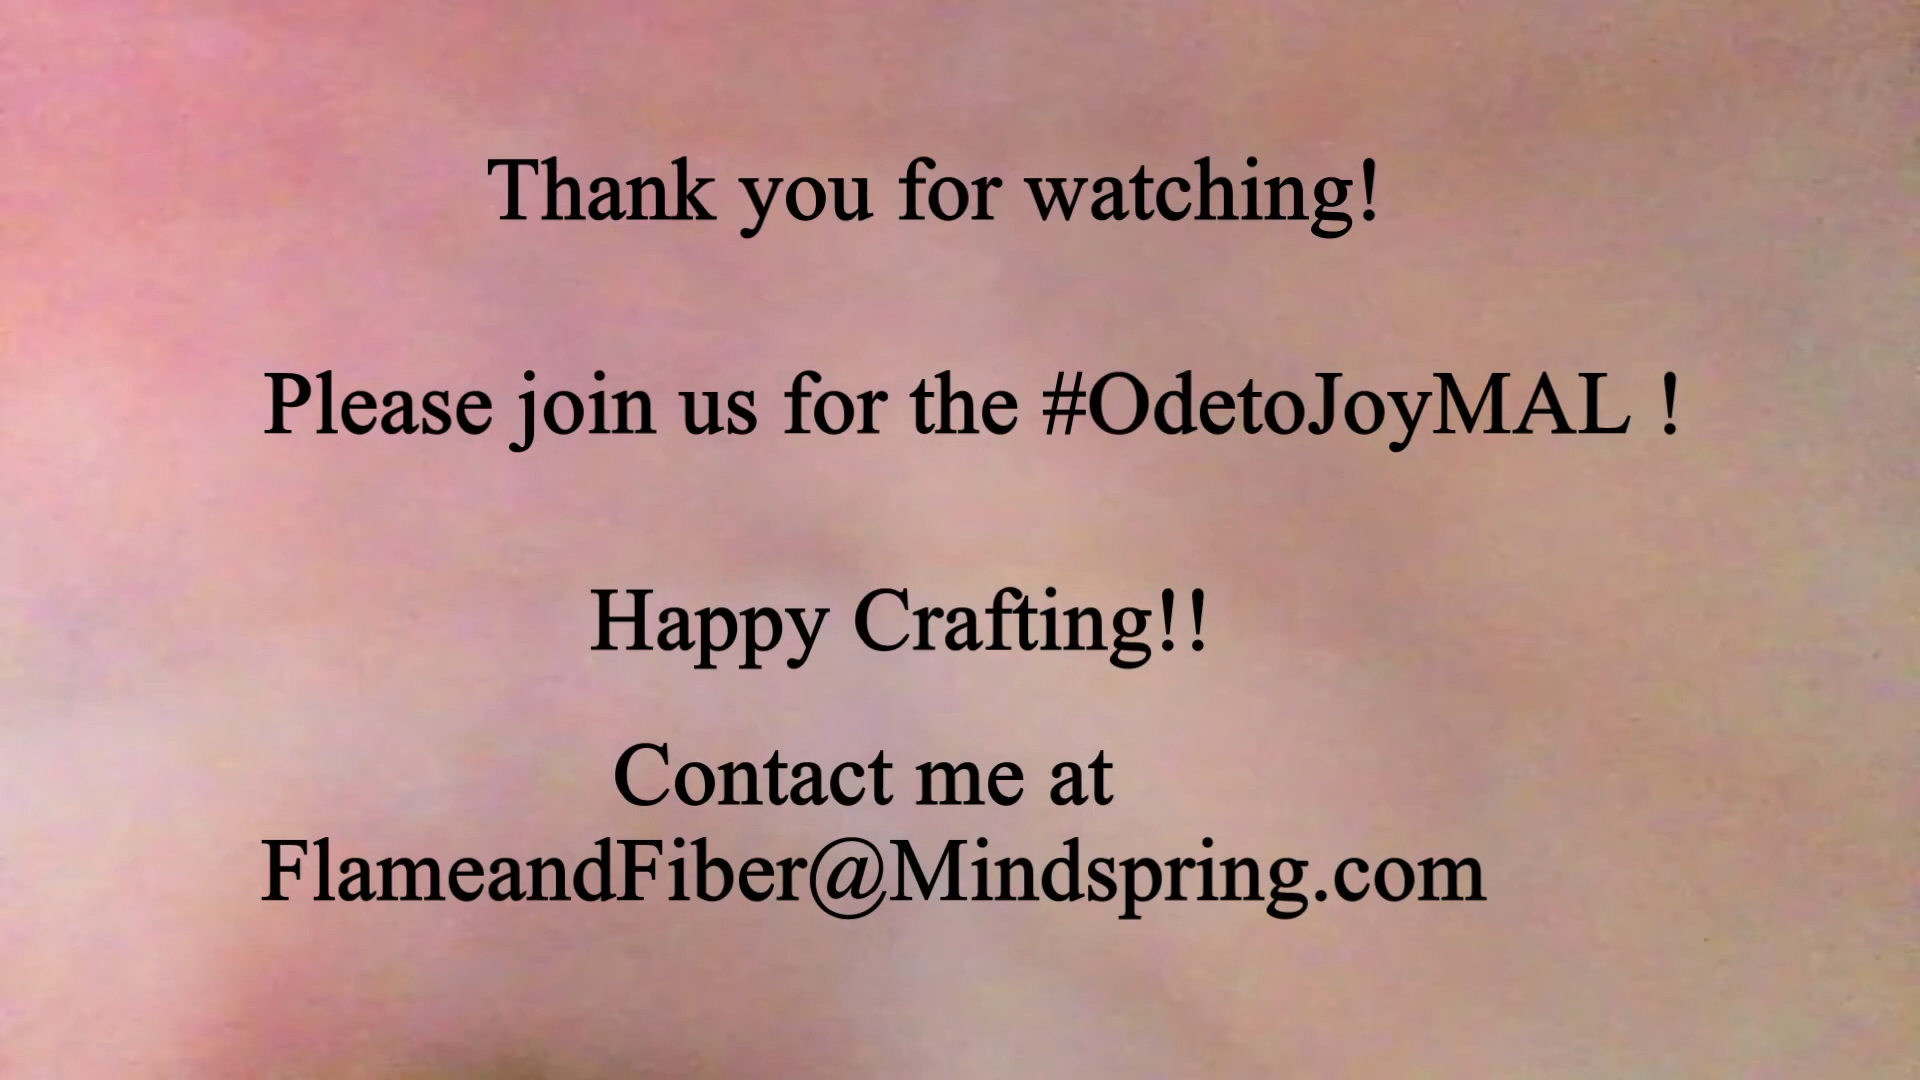 Thank you for watching!
Please join us for the #OdetoJoyMAL !
Happy Crafting!!
Contact me at
FlameandFiber@Mindspring.com